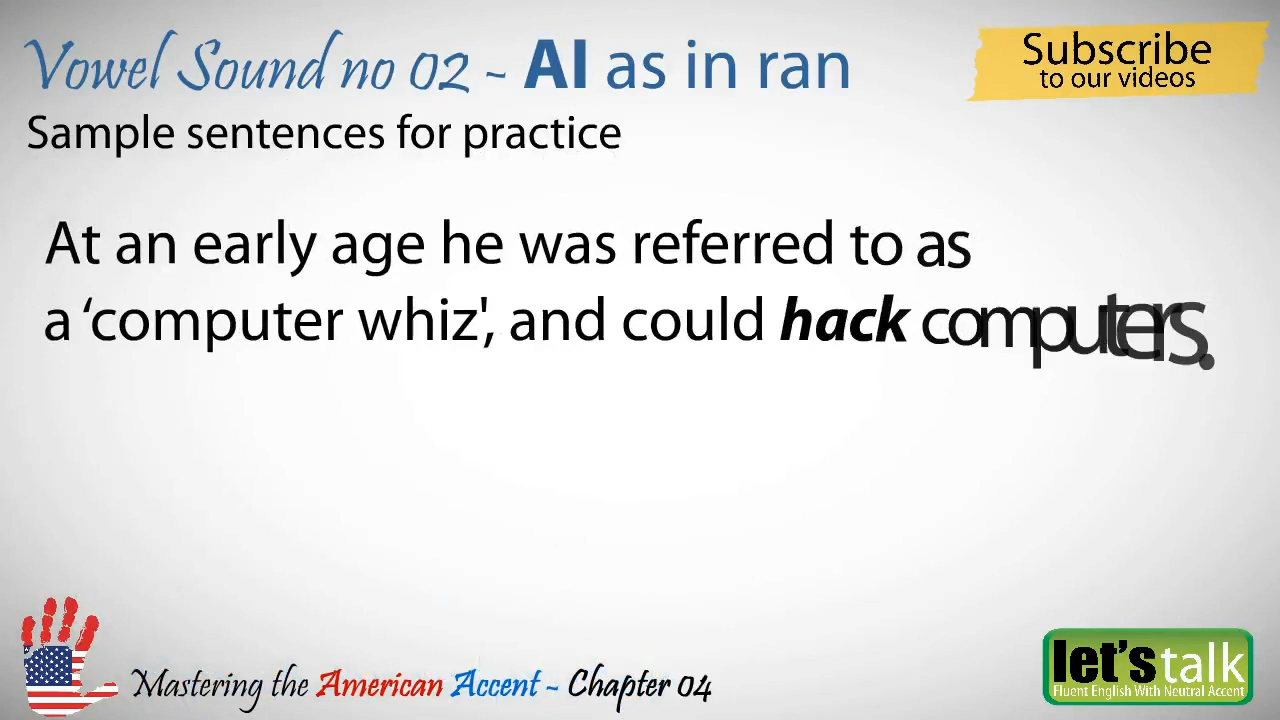 Vowel Sound no 02 - AI as in ran
Subscribe
to our videos
Sample sentences for practice
At an early age he was referred to as
a ‘computer whiz', and could hack computers.
Mastering the American Accent - Chapter 04
let's talk
Fluent English With Neutral Accent